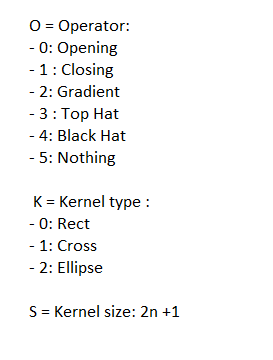 O = Operator:
- 0: Opening
- 1 : Closing
- 2: Gradient
- 3 : Top Hat
- 4: Black Hat
- 5: Nothing
K = Kernel type :
- 0: Rect
- 1: Cross
- 2: Ellipse
S = Kernel size: 2n +1